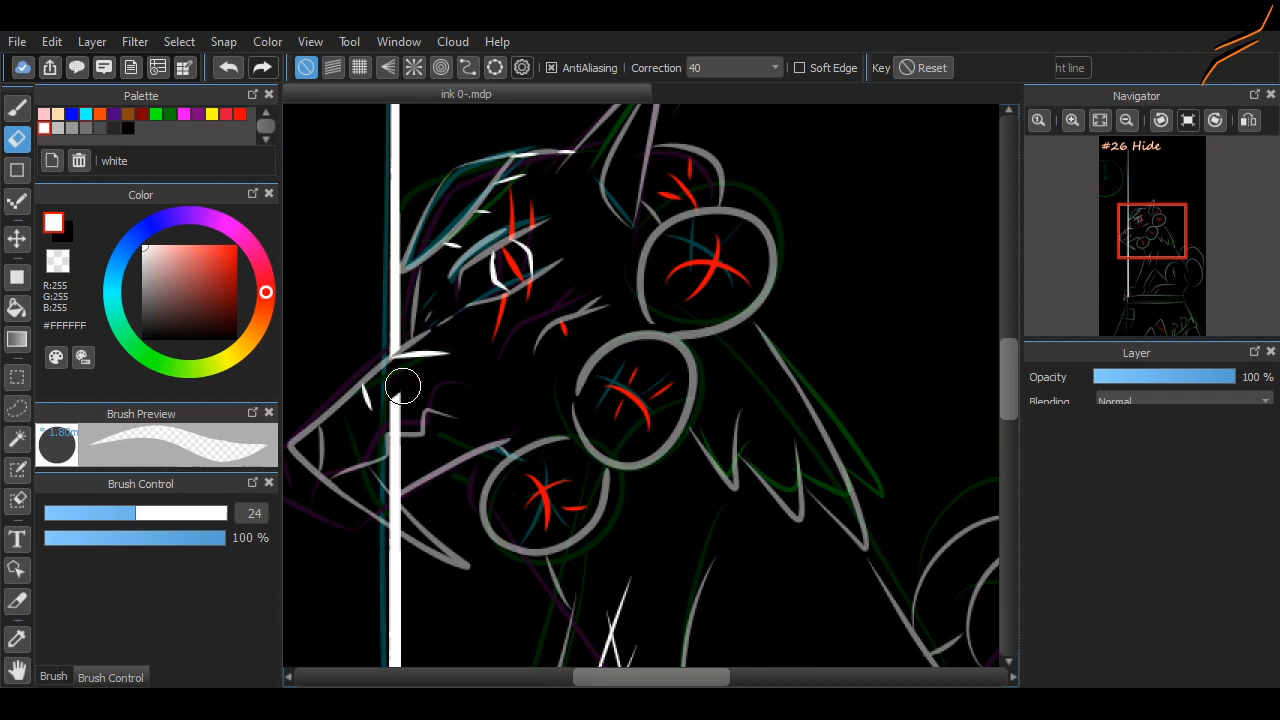 File Edit Layer Filter Select Snap Color View Tool Window Cloud Help
AntiAliasing Correction 40 Soft Edge Key Reset ht line
Palette
ink 0-.mdp
Navigator
#26 Hide
white
Color
R:255
G:255
B:255
#FFFFFF
Layer
Opacity 100 %
Blending Normal
Brush Preview
* 1.80m
Brush Control
24
100 %
Brush Brush Control